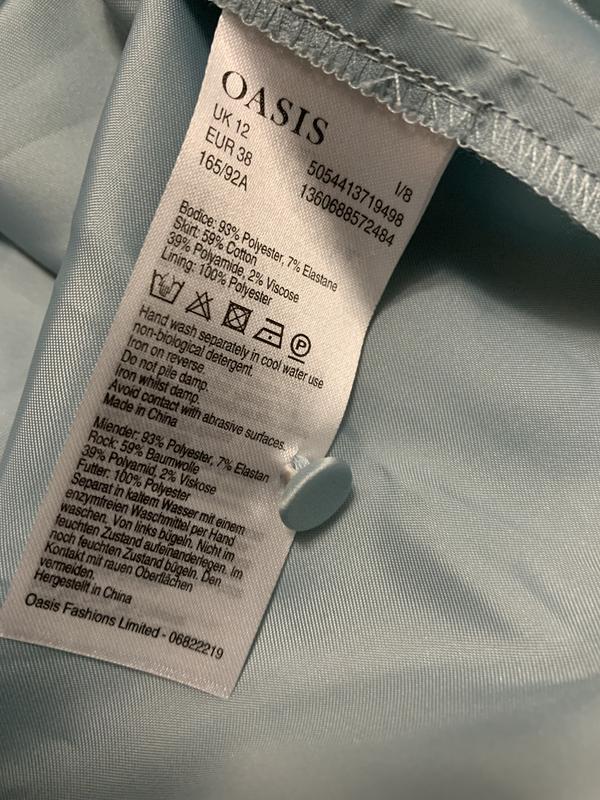 OASIS
UK 12
EUR 38
165/92A
I/8
5054413719498
1360688572484
Bodice: 93% Polyester, 7% Elastane
Skirt: 59% Cotton
39% Polyamide, 2% Viscose
Lining: 100% Polyester
P
Hand wash separately in cool water use
non-biological detergent.
Iron on reverse
Do not pile damp.
Iron whilst damp.
Avoid contact with abrasive surfaces.
Made in China
Miender: 93% Polyester, 7% Elastan
Rock: 59% Baumwolle
39% Polyamid, 2% Viskose
Futter: 100% Polyester
Separat in kaltem Wasser mit einem
enzymfreien Waschmittel per Hand
waschen. Von links bügeln. Nicht im
feuchten Zustand aufeinanderlegen. Im
noch feuchten Zustand bügeln. Den
Kontakt mit rauen Oberflächen
vermeiden.
Hergestellt in China
Oasis Fashions Limited - 06822219